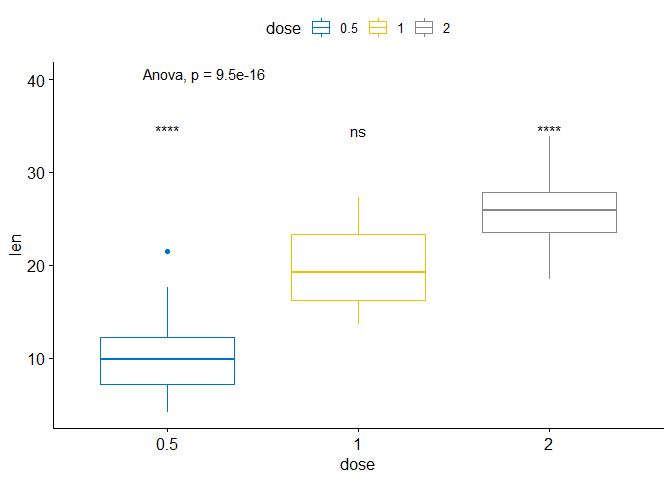 dose 0.5 1 2
Anova, p = 9.5e-16
**** ns ****
40
30
20
10
len
0.5 1 2
dose